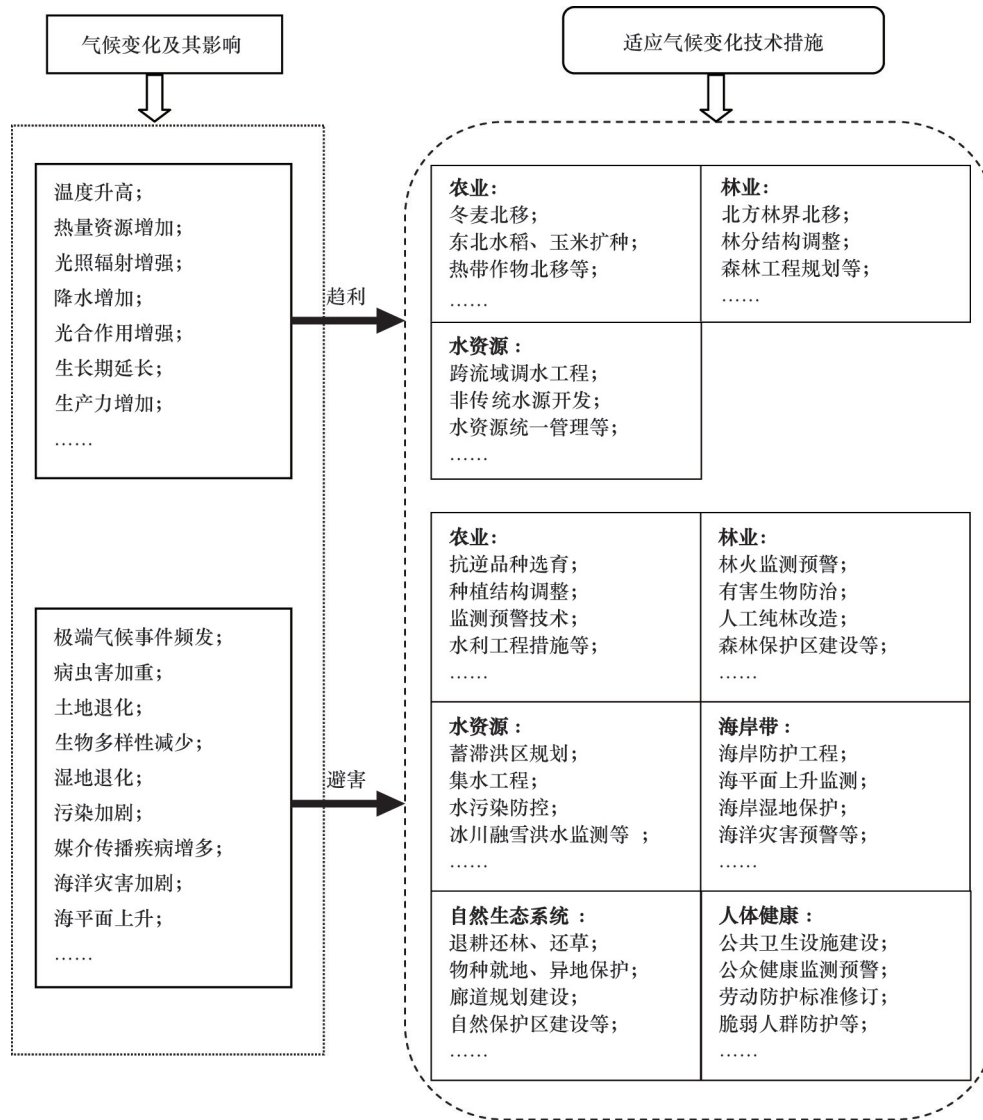 气候变化及其影响
适应气候变化技术措施
温度升高；
热量资源增加；
光照辐射增强；
降水增加；
光合作用增强；
生长期延长；
生产力增加；
……
趋利
农业：
冬麦北移；
东北水稻、玉米扩种；
热带作物北移等；
……
林业：
北方林界北移；
林分结构调整；
森林工程规划等；
……
水资源：
跨流域调水工程；
非传统水源开发；
水资源统一管理等；
……
极端气候事件频发；
病虫害加重；
土地退化；
生物多样性减少；
湿地退化；
污染加剧；
媒介传播疾病增多；
海洋灾害加剧；
海平面上升；
……
避害
农业：
抗逆品种选育；
种植结构调整；
监测预警技术；
水利工程措施等；
……
林业：
林火监测预警；
有害生物防治；
人工纯林改造；
森林保护区建设等；
……
水资源：
蓄滞洪区规划；
集水工程；
水污染防控；
冰川融雪洪水监测等 ；
……
海岸带：
海岸防护工程；
海平面上升监测；
海岸湿地保护；
海洋灾害预警等；
……
自然生态系统：
退耕还林、还草；
物种就地、异地保护；
廊道规划建设；
自然保护区建设等；
……
人体健康：
公共卫生设施建设；
公众健康监测预警；
劳动防护标准修订；
脆弱人群防护等；
……